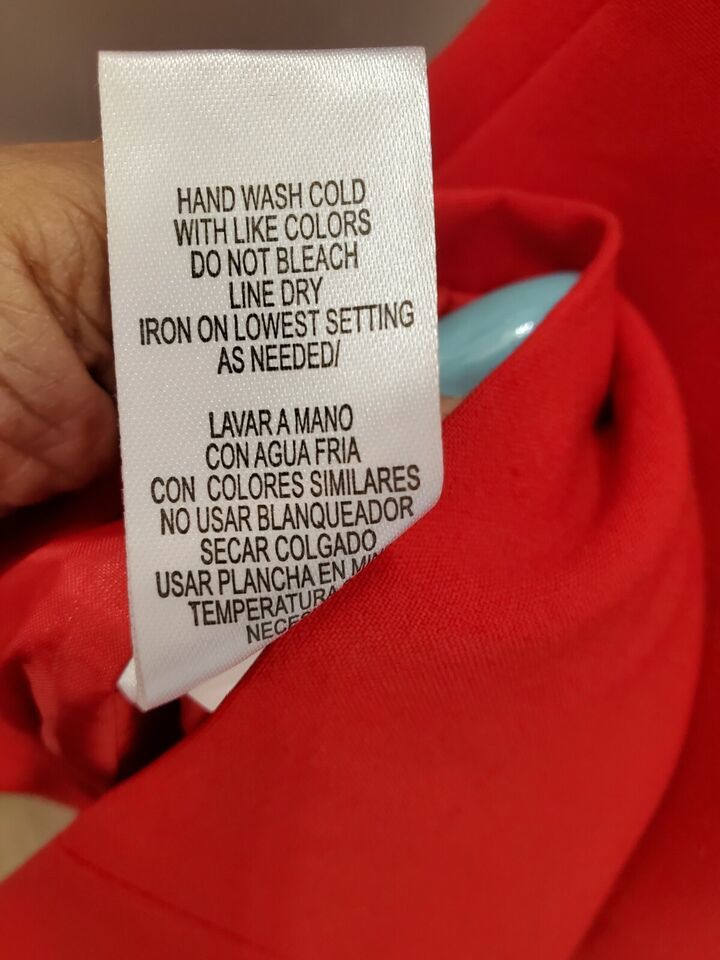 HAND WASH COLD
WITH LIKE COLORS
DO NOT BLEACH
LINE DRY
IRON ON LOWEST SETTING
AS NEEDED/
LAVAR A MANO
CON AGUA FRIA
CON COLORES SIMILARES
NO USAR BLANQUEADOR
SECAR COLGADO
USAR PLANCHA EN
TEMPERATURA